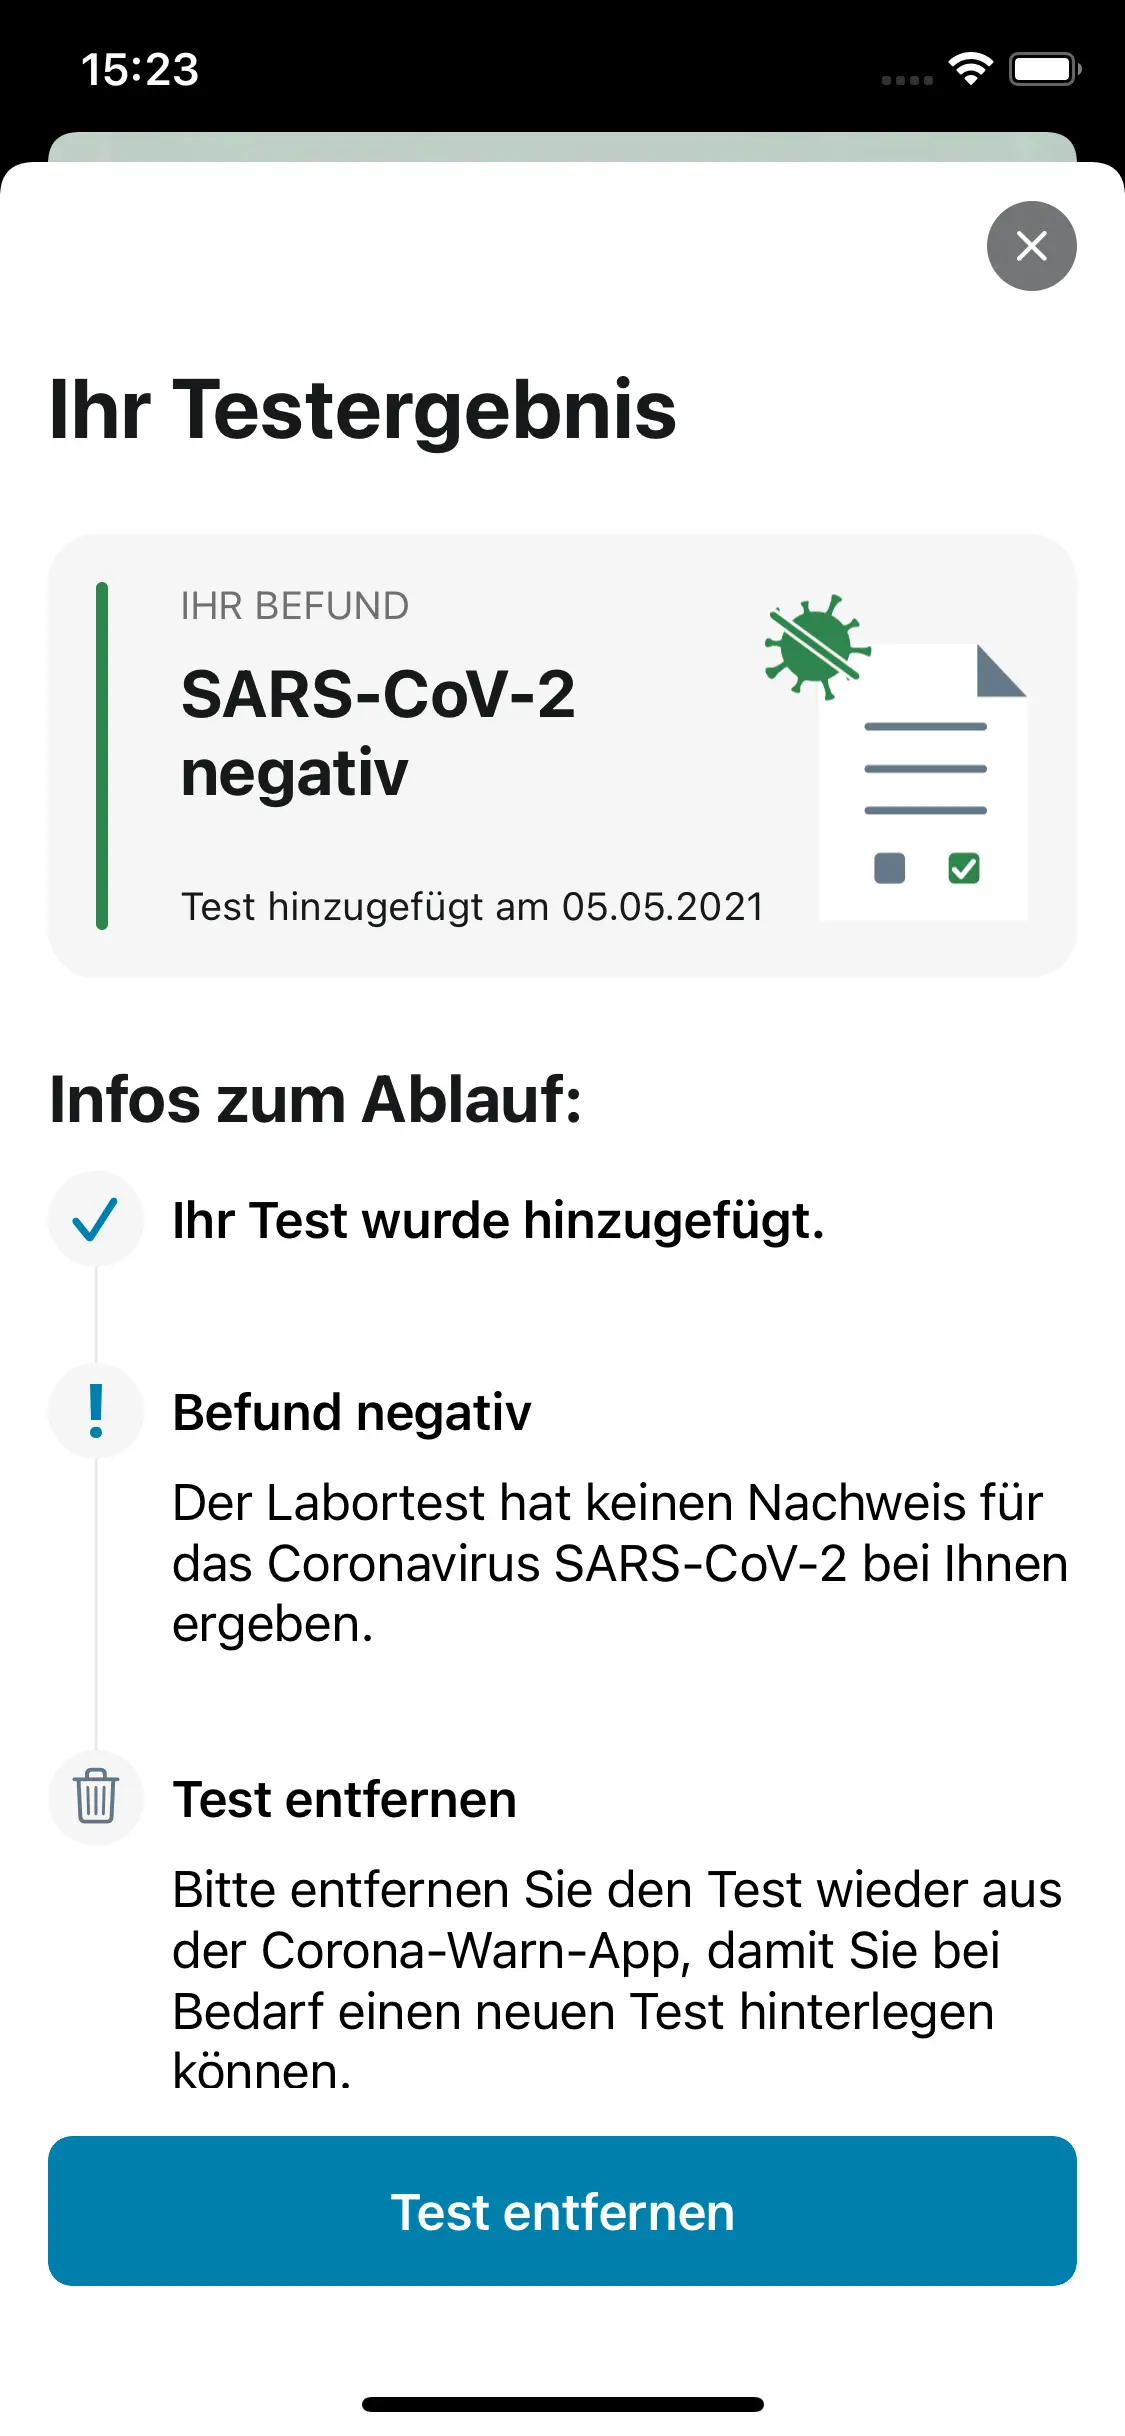 15:23
Ihr Testergebnis
IHR BEFUND
SARS-CoV-2
negativ
Test hinzugefügt am 05.05.2021
Infos zum Ablauf:
Ihr Test wurde hinzugefügt.
Befund negativ
Der Labortest hat keinen Nachweis für
das Coronavirus SARS-CoV-2 bei Ihnen
ergeben.
Test entfernen
Bitte entfernen Sie den Test wieder aus
der Corona-Warn-App, damit Sie bei
Bedarf einen neuen Test hinterlegen
können.
Test entfernen